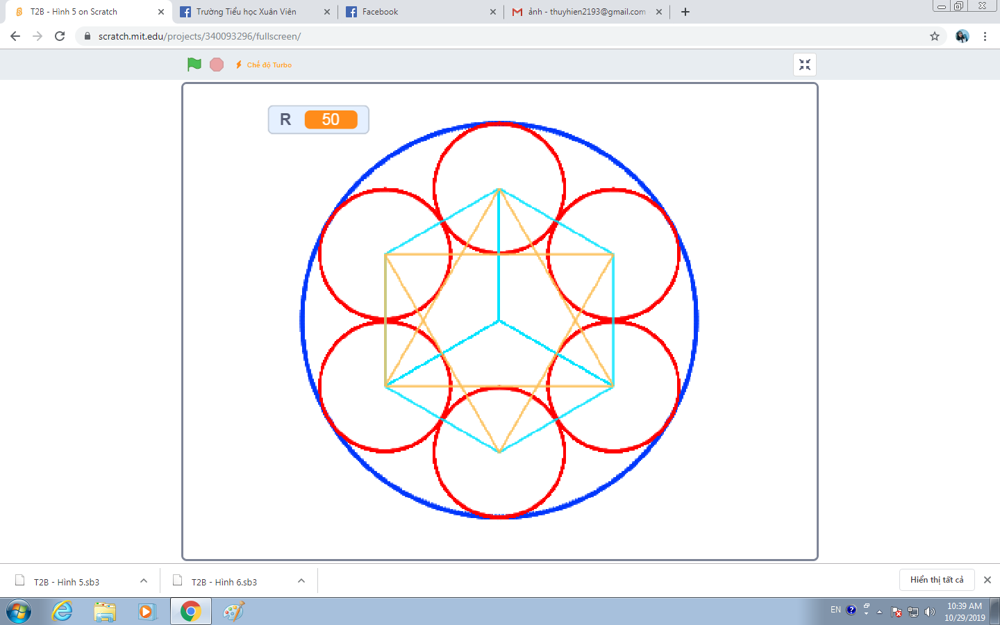 T2B - Hình 5 on Scratch
Trường Tiểu học Xuân Viên
Facebook
ảnh - thuyhien2193@gmail.com
scratch.mit.edu/projects/340093296/fullscreen/
Chế độ Turbo
R 50
T2B - Hình 5.sb3
T2B - Hình 6.sb3
Hiển thị tất cả
EN
10:39 AM
10/29/2019